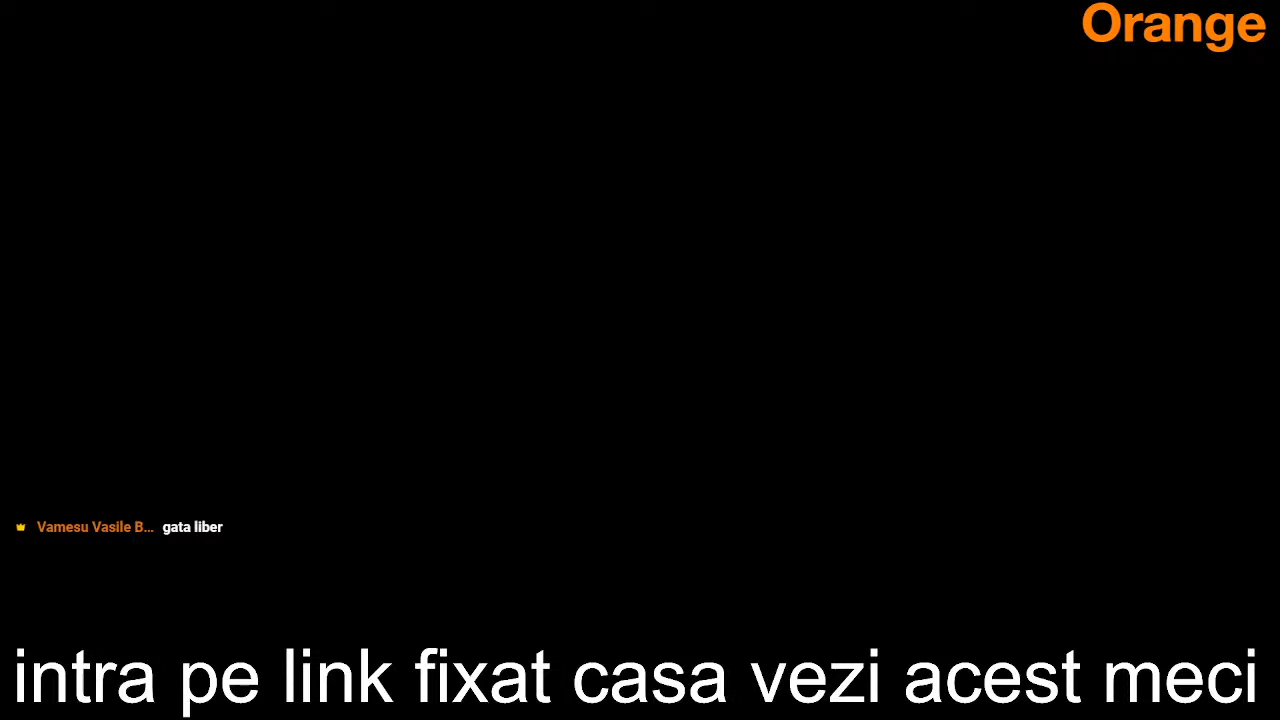 Orange
Vamesu Vasile B... gata liber
intra pe link fixat casa vezi acest meci